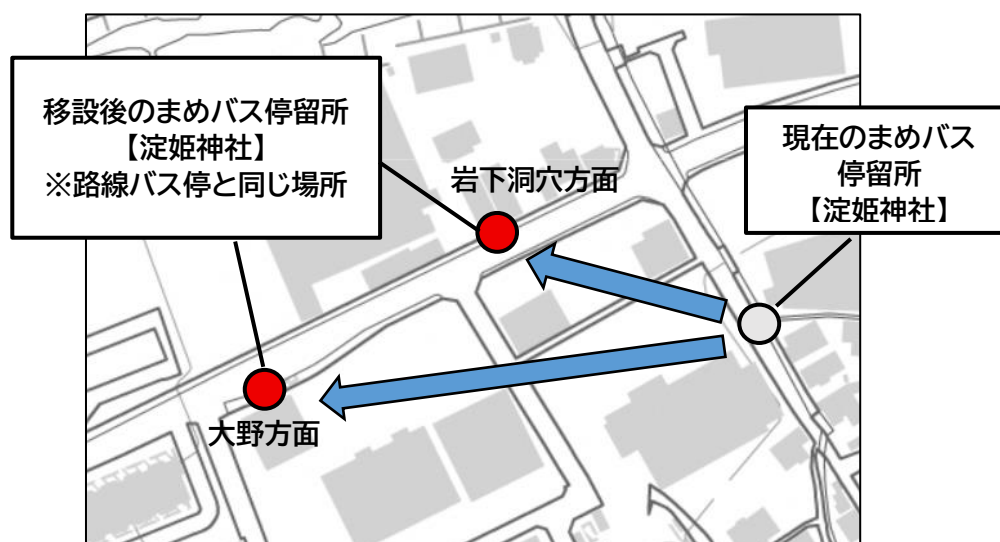 移設後のまめバス停留所
【淀姫神社】
※路線バス停と同じ場所
現在のまめバス
停留所
【淀姫神社】
岩下洞穴方面
大野方面